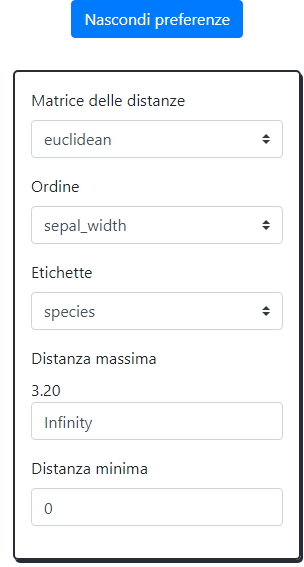 Nascondi preferenze
Matrice delle distanze
euclidean
Ordine
sepal_width
Etichette
species
Distanza massima
3.20
Infinity
Distanza minima
0